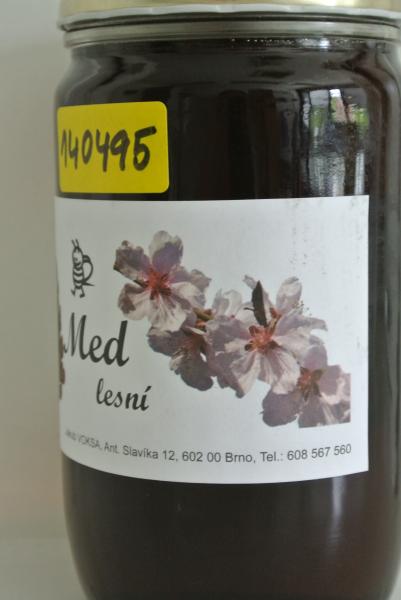 140495
Med
lesní
VOKSA, Ant. Slavíka 12, 602 00 Brno, Tel.: 608 567 560